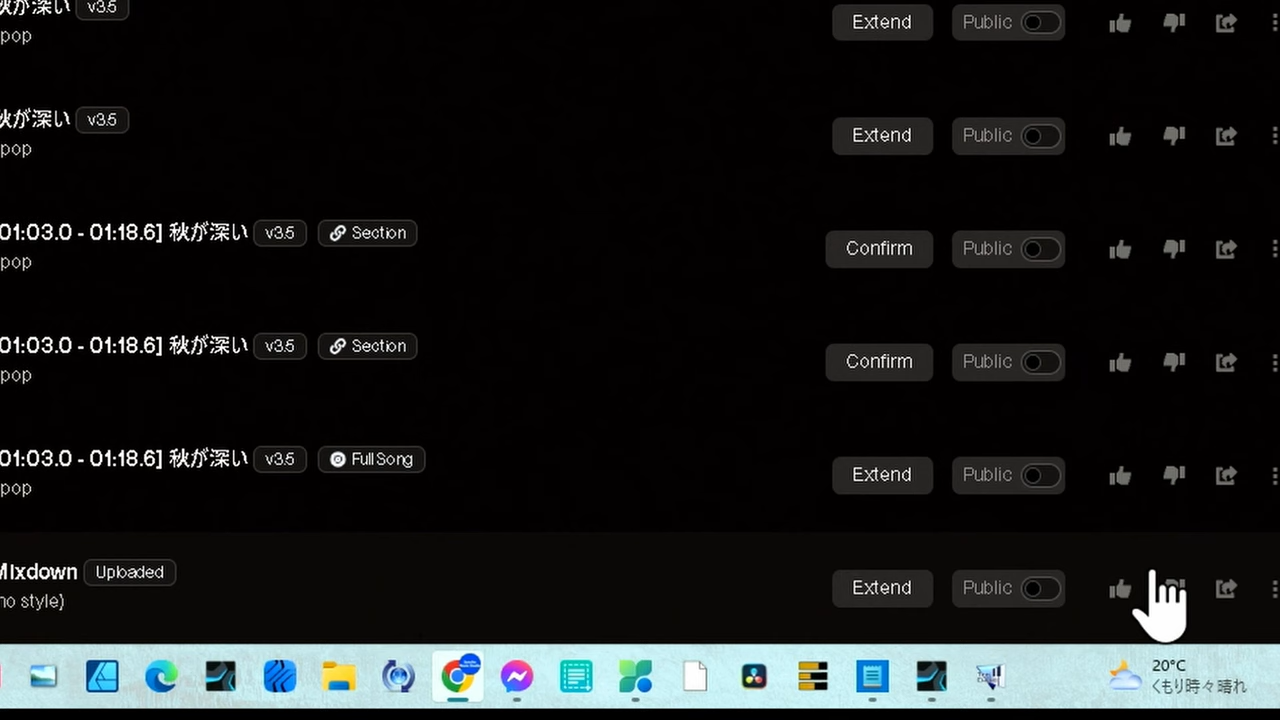 秋が深い v3.5
pop
Extend
Public
秋が深い v3.5
pop
Extend
Public
01:03.0 - 01:18.6] 秋が深い v3.5 Section
pop
Confirm
Public
01:03.0 - 01:18.6] 秋が深い v3.5 Section
pop
Confirm
Public
01:03.0 - 01:18.6] 秋が深い v3.5 Full Song
pop
Extend
Public
MIxdown Uploaded
no style)
Extend
Public
20°C
くもり時々晴れ